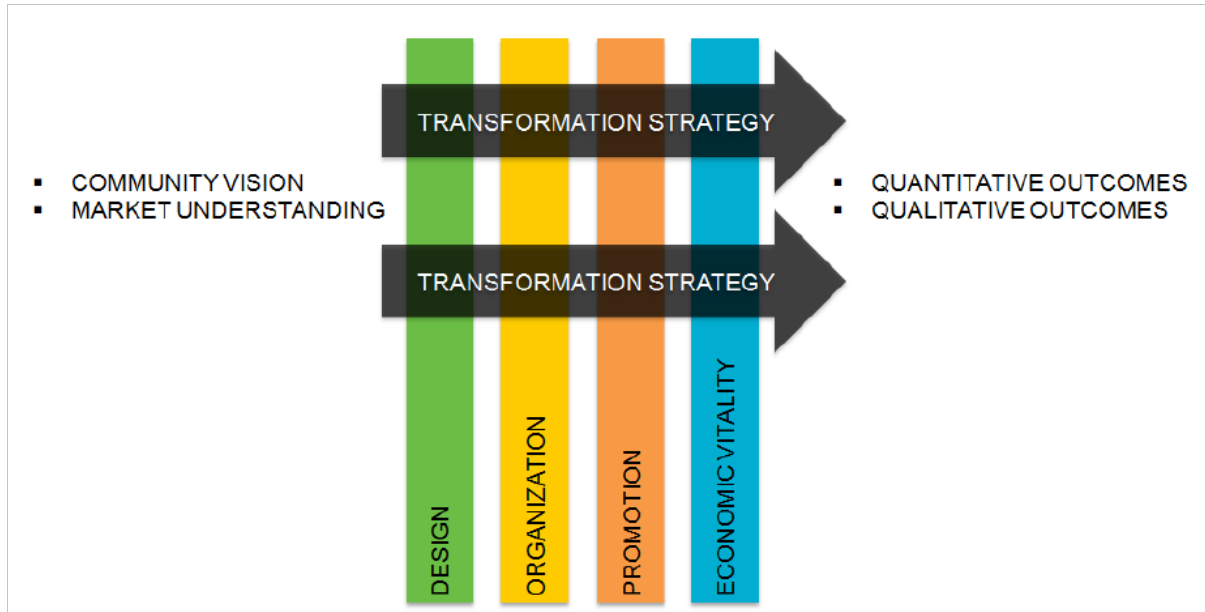 TRANSFORMATION STRATEGY
COMMUNITY VISION
MARKET UNDERSTANDING
QUANTITATIVE OUTCOMES
QUALITATIVE OUTCOMES
TRANSFORMATION STRATEGY
DESIGN
ORGANIZATION
PROMOTION
ECONOMIC VITALITY